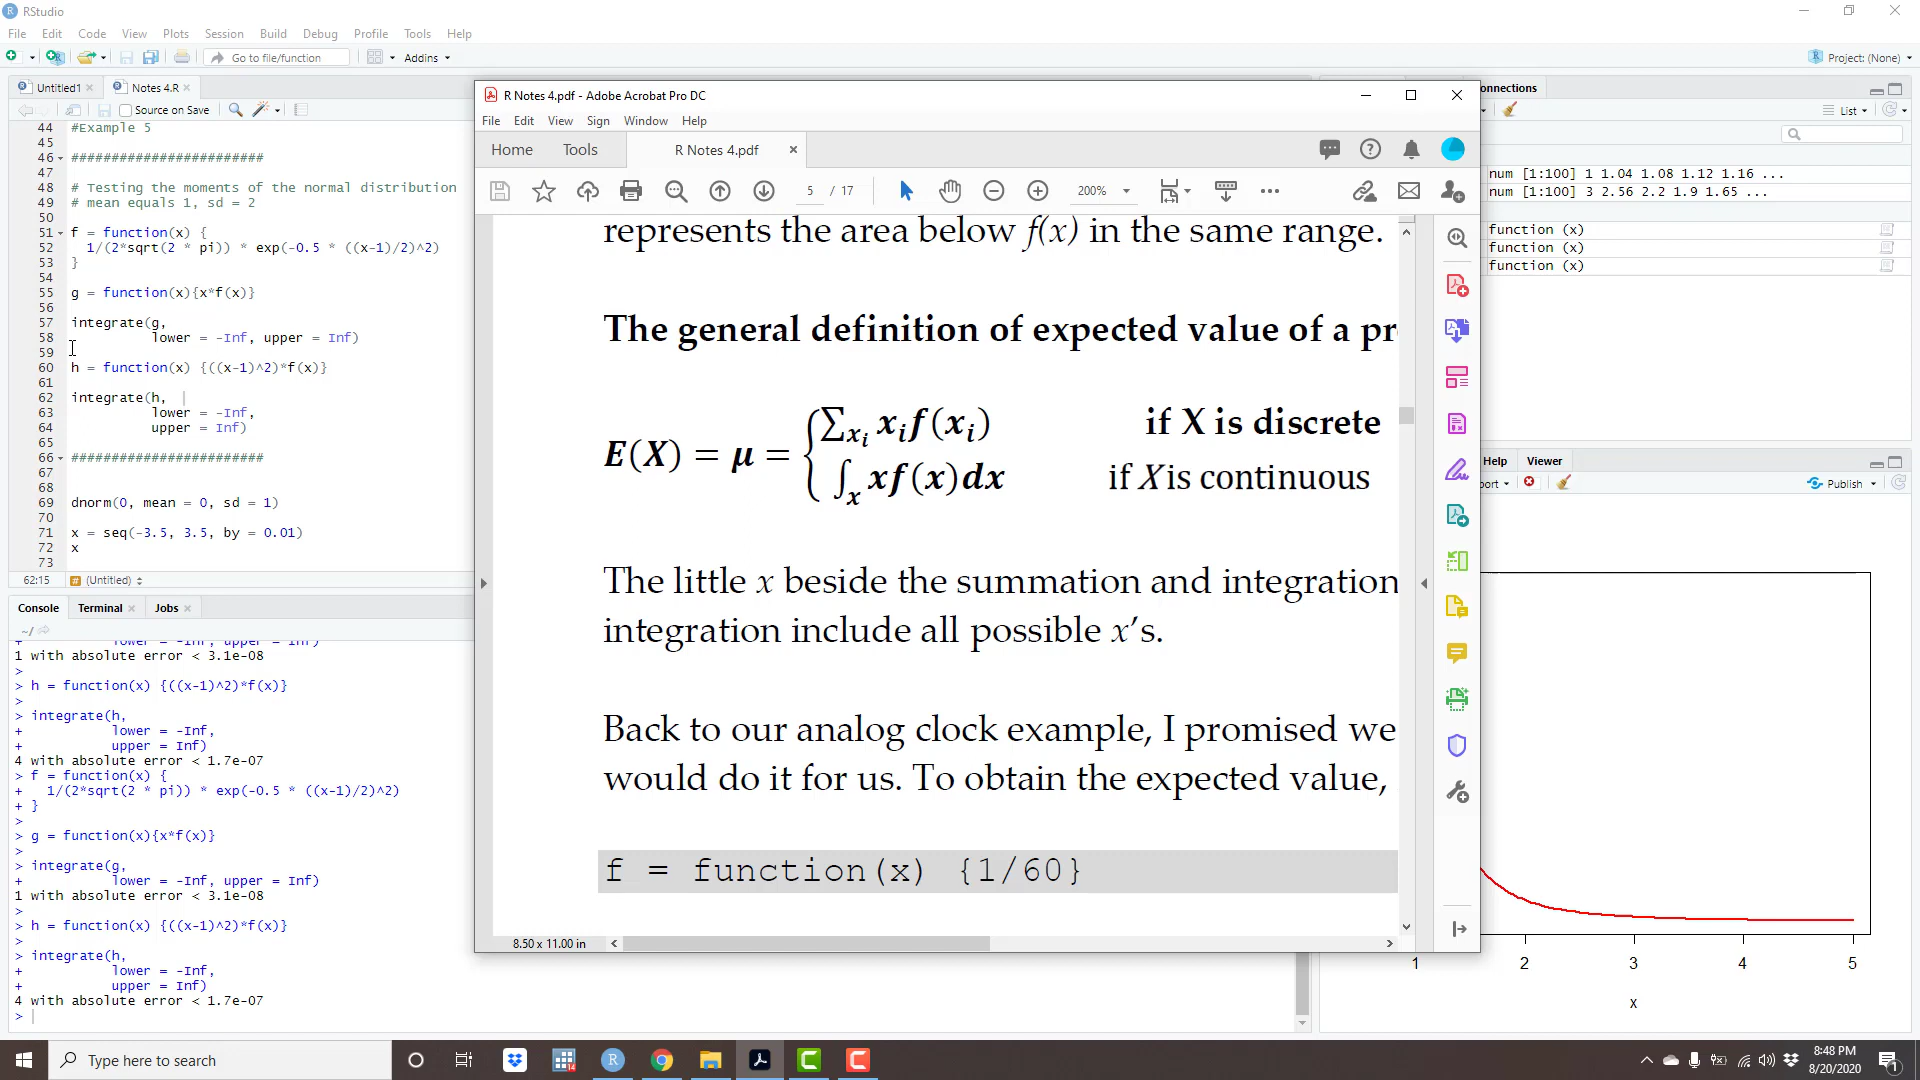 RStudio
File Edit Code View Plots Session Build Debug Profile Tools Help
Go to file/function Addins Project: (None)
Untitled1 Notes 4.R
Source on Save
44 #Example 5
45
46 ########################
47
48 # Testing the moments of the normal distribution
49 # mean equals 1, sd = 2
50
51 f = function(x) {
52 1/(2*sqrt(2 * pi)) * exp(-0.5 * ((x-1)/2)^2)
53 }
54
55 g = function(x){x*f(x)}
56
57 integrate(g,
58 lower = -Inf, upper = Inf)
59
60 h = function(x) {((x-1)^2)*f(x)}
61
62 integrate(h,
63 lower = -Inf,
64 upper = Inf)
65
66 ########################
67
68
69 dnorm(0, mean = 0, sd = 1)
70
71 x = seq(-3.5, 3.5, by = 0.01)
72 x
73
62:15 (Untitled)
Console Terminal Jobs
~/
+ lower = -Inf, upper = Inf)
1 with absolute error < 3.1e-08
>
> h = function(x) {((x-1)^2)*f(x)}
>
> integrate(h,
+ lower = -Inf,
+ upper = Inf)
4 with absolute error < 1.7e-07
> f = function(x) {
+ 1/(2*sqrt(2 * pi)) * exp(-0.5 * ((x-1)/2)^2)
+ }
>
> g = function(x){x*f(x)}
>
> integrate(g,
+ lower = -Inf, upper = Inf)
1 with absolute error < 3.1e-08
>
> h = function(x) {((x-1)^2)*f(x)}
>
> integrate(h,
+ lower = -Inf,
+ upper = Inf)
4 with absolute error < 1.7e-07
>
R Notes 4.pdf - Adobe Acrobat Pro DC
File Edit View Sign Window Help
Home Tools R Notes 4.pdf
5 / 17 200%
represents the area below f(x) in the same range.
The general definition of expected value of a pr
E(X) = μ = { ∑xᵢ xᵢf(xᵢ) if X is discrete
∫x xf(x)dx if X is continuous
The little x beside the summation and integration
integration include all possible x's.
Back to our analog clock example, I promised we
would do it for us. To obtain the expected value,
f = function(x) {1/60}
8.50 x 11.00 in
onnections
List
num [1:100] 1 1.04 1.08 1.12 1.16 ...
num [1:100] 3 2.56 2.2 1.9 1.65 ...
function (x)
function (x)
function (x)
Help Viewer
port Publish
1 2 3 4 5
x
Type here to search
14
8:48 PM
8/20/2020
1